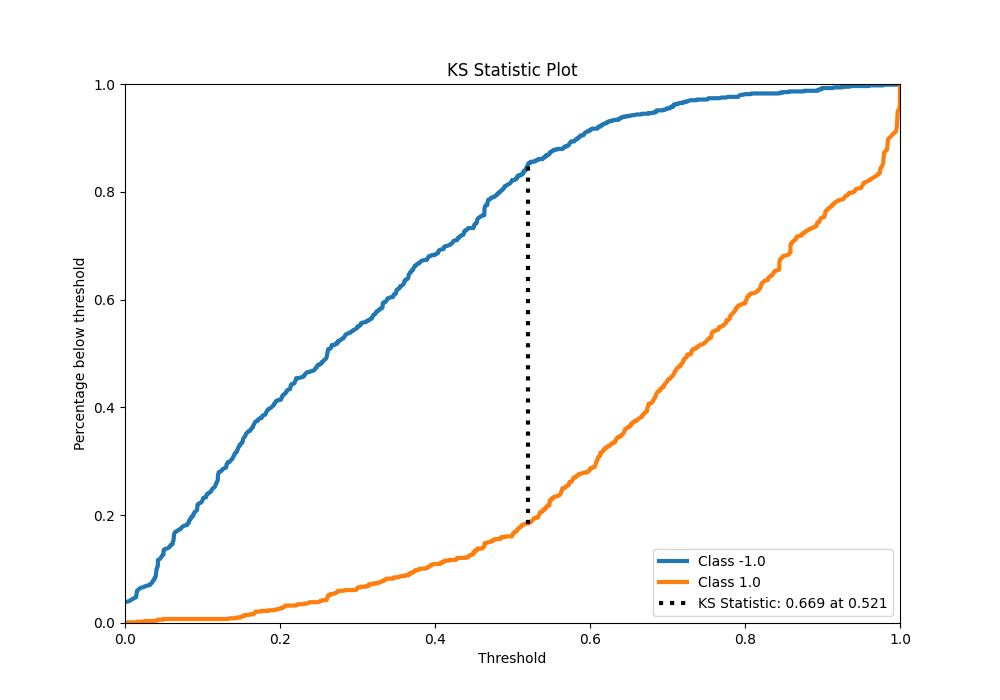 KS Statistic Plot
1.0
0.8
0.6
0.4
0.2
0.0
Percentage below threshold
0.0 0.2 0.4 0.6 0.8 1.0
Threshold
Class -1.0
Class 1.0
KS Statistic: 0.669 at 0.521